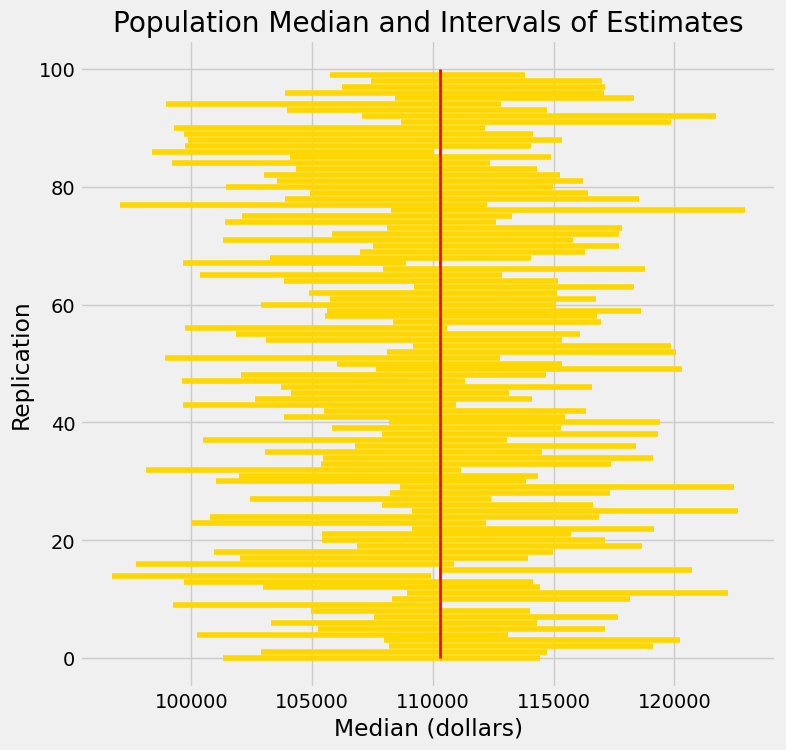 Population Median and Intervals of Estimates
100
80
60
40
20
0
Replication
100000 105000 110000 115000 120000
Median (dollars)